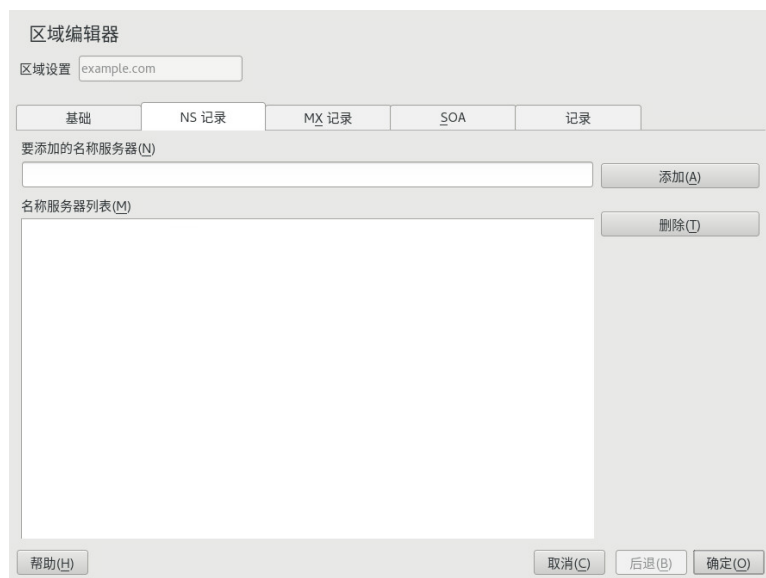 区域编辑器
区域设置 example.com
基础 NS 记录 MX 记录 SOA 记录
要添加的名称服务器(N)
添加(A)
名称服务器列表(M)
删除(T)
帮助(H) 取消(C) 后退(B) 确定(O)